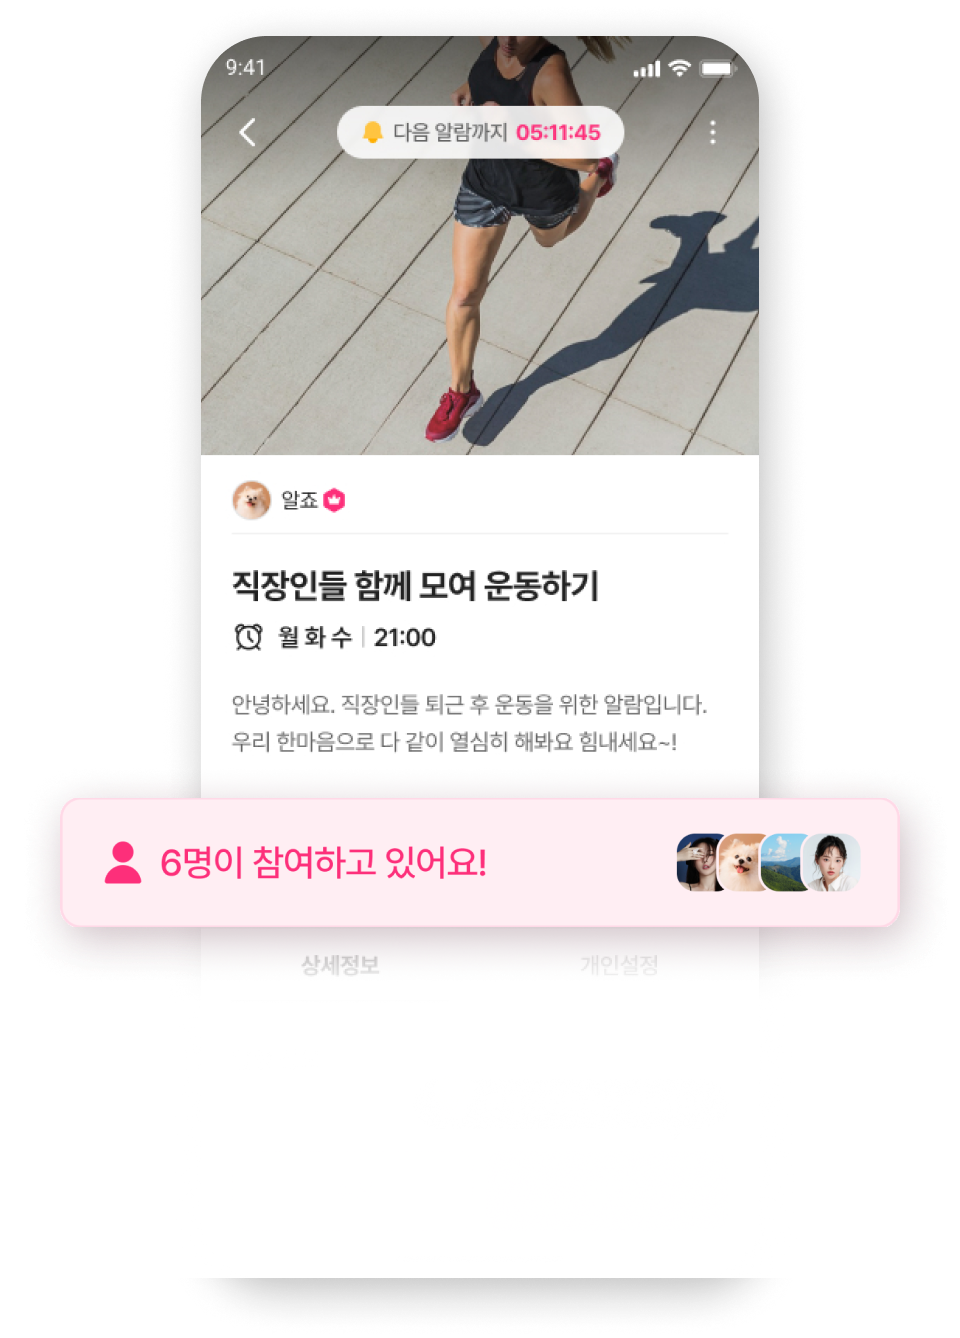 9:41
다음 알람까지 05:11:45
알죠
직장인들 함께 모여 운동하기
월 화 수 | 21:00
안녕하세요. 직장인들 퇴근 후 운동을 위한 알람입니다.
우리 한마음으로 다 같이 열심히 해봐요 힘내세요~!
6명이 참여하고 있어요!
상세정보 개인설정